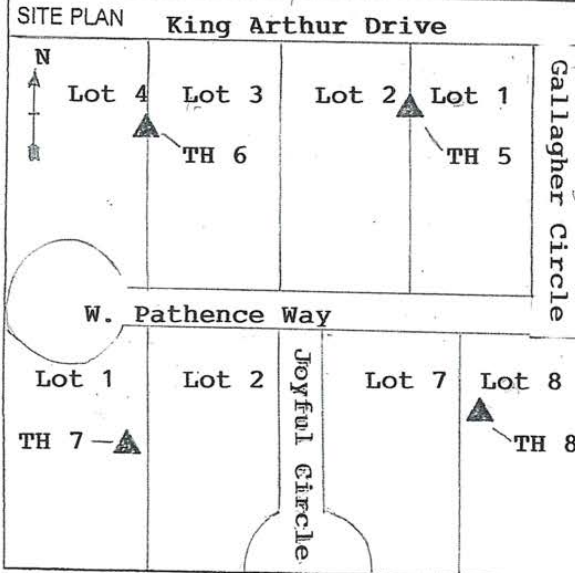 SITE PLAN
King Arthur Drive
N
Lot 4
Lot 3
Lot 2
Lot 1
TH 6
TH 5
Gallagher Circle
W. Pathence Way
Lot 1
Lot 2
Joyful Circle
Lot 7
Lot 8
TH 7
TH 8